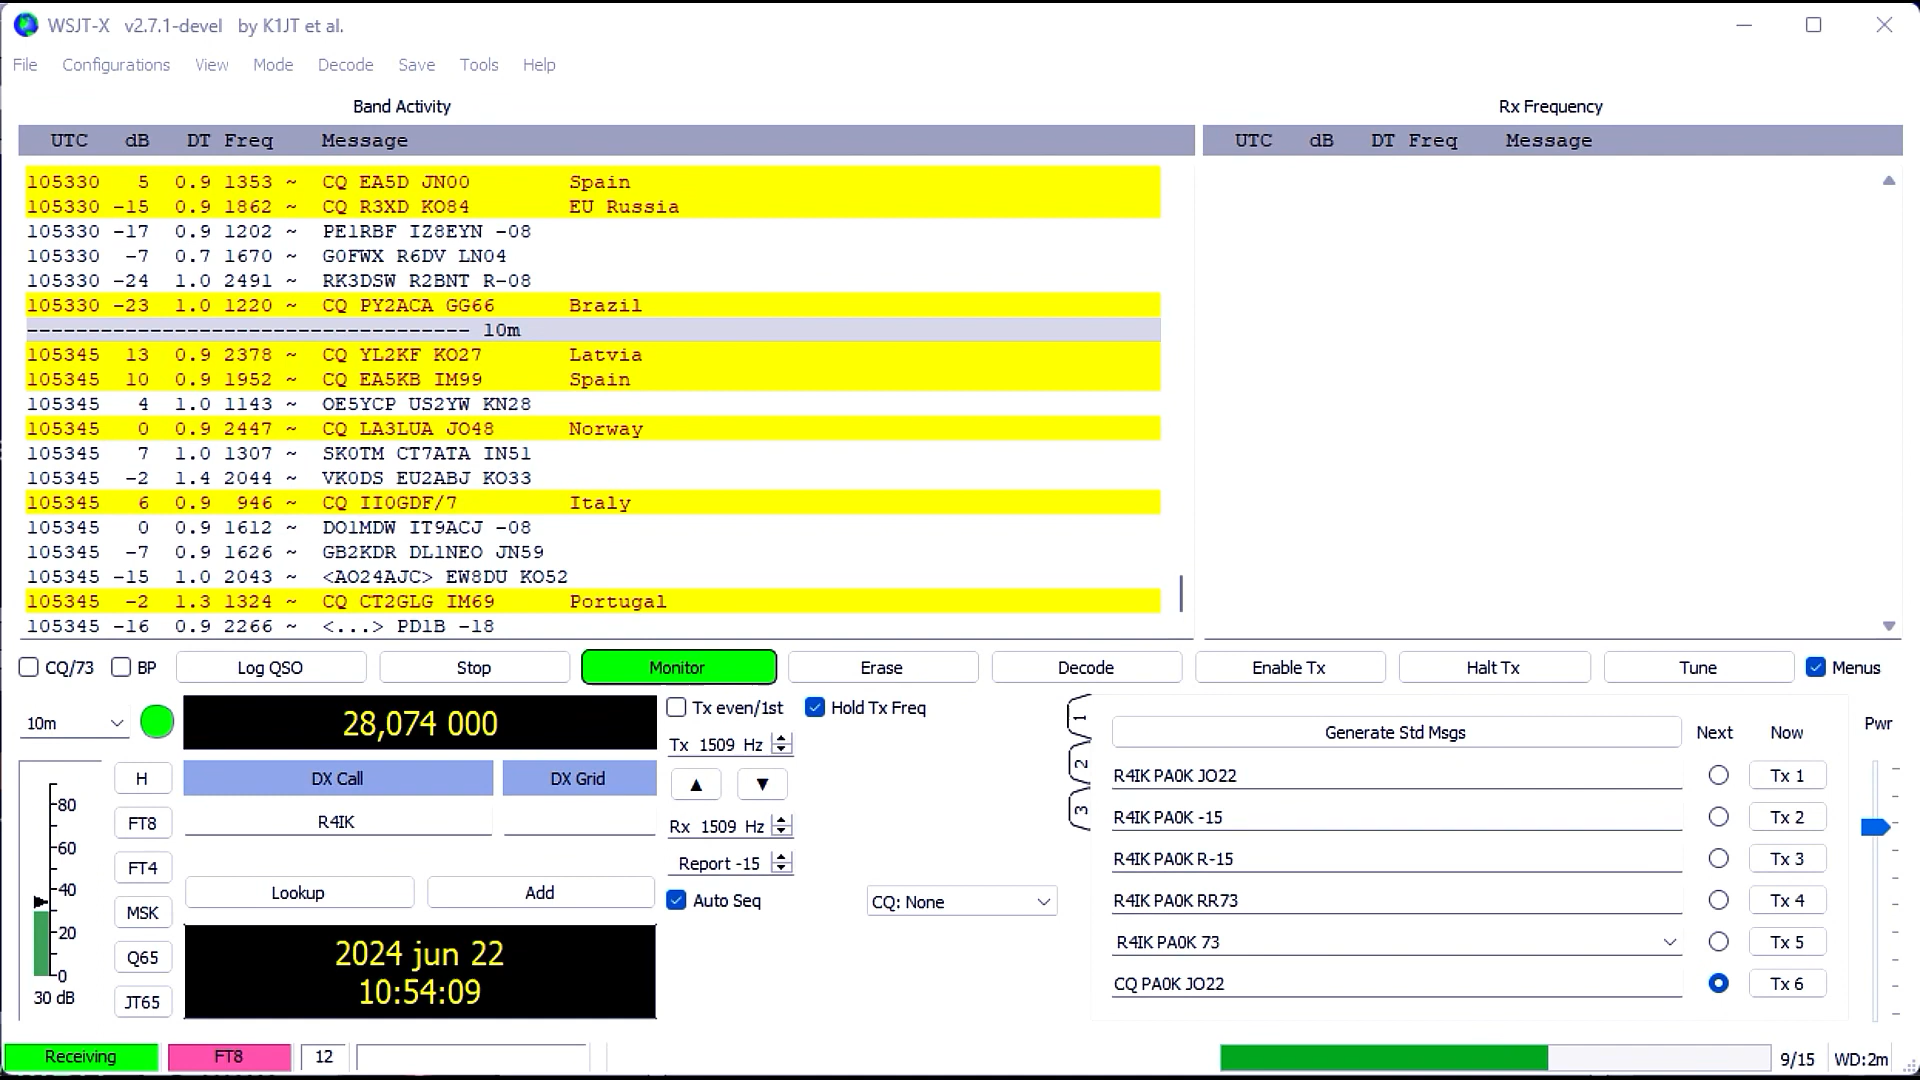 WSJT-X v2.7.1-devel by K1JT et al.
File Configurations View Mode Decode Save Tools Help
Band Activity
UTC dB DT Freq Message
105330 5 0.9 1353 ~ CQ EA5D JN00 Spain
105330 -15 0.9 1862 ~ CQ R3XD KO84 EU Russia
105330 -17 0.9 1202 ~ PE1RBF IZ8EYN -08
105330 -7 0.7 1670 ~ G0FWX R6DV LN04
105330 -24 1.0 2491 ~ RK3DSW R2BNT R-08
105330 -23 1.0 1220 ~ CQ PY2ACA GG66 Brazil
------------------------------------ 10m
105345 13 0.9 2378 ~ CQ YL2KF KO27 Latvia
105345 10 0.9 1952 ~ CQ EA5KB IM99 Spain
105345 4 1.0 1143 ~ OE5YCP US2YW KN28
105345 0 0.9 2447 ~ CQ LA3LUA JO48 Norway
105345 7 1.0 1307 ~ SK0TM CT7ATA IN51
105345 -2 1.4 2044 ~ VK0DS EU2ABJ KO33
105345 6 0.9 946 ~ CQ II0GDF/7 Italy
105345 0 0.9 1612 ~ DO1MDW IT9ACJ -08
105345 -7 0.9 1626 ~ GB2KDR DL1NEO JN59
105345 -15 1.0 2043 ~ <AO24AJC> EW8DU KO52
105345 -2 1.3 1324 ~ CQ CT2GLG IM69 Portugal
105345 -16 0.9 2266 ~ <...> PD1B -18
Rx Frequency
UTC dB DT Freq Message
CQ/73 BP Log QSO Stop Monitor Erase Decode Enable Tx Halt Tx Tune Menus
10m
28,074 000
DX Call DX Grid
R4IK
Lookup Add
2024 jun 22
10:54:09
80
60
40
20
0
30 dB
H
FT8
FT4
MSK
Q65
JT65
Tx even/1st Hold Tx Freq
Tx 1509 Hz
▲ ▼
Rx 1509 Hz
Report -15
Auto Seq
CQ: None
1
2
3
Generate Std Msgs Next Now Pwr
R4IK PA0K JO22 Tx 1
R4IK PA0K -15 Tx 2
R4IK PA0K R-15 Tx 3
R4IK PA0K RR73 Tx 4
R4IK PA0K 73 Tx 5
CQ PA0K JO22 Tx 6
Receiving FT8 12 9/15 WD:2m